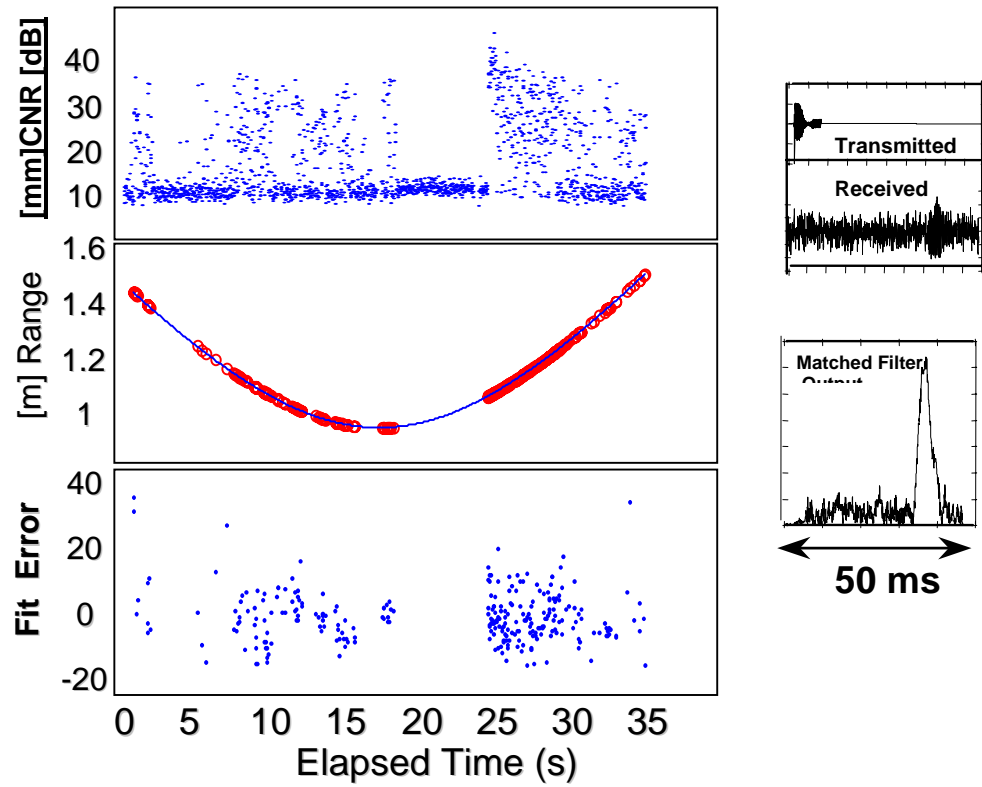 [mm]CNR [dB]
40
30
20
10
[m] Range
1.6
1.4
1.2
1
Fit Error
40
20
0
-20
0 5 10 15 20 25 30 35
Elapsed Time (s)
Transmitted
Received
Matched Filter
Output
50 ms